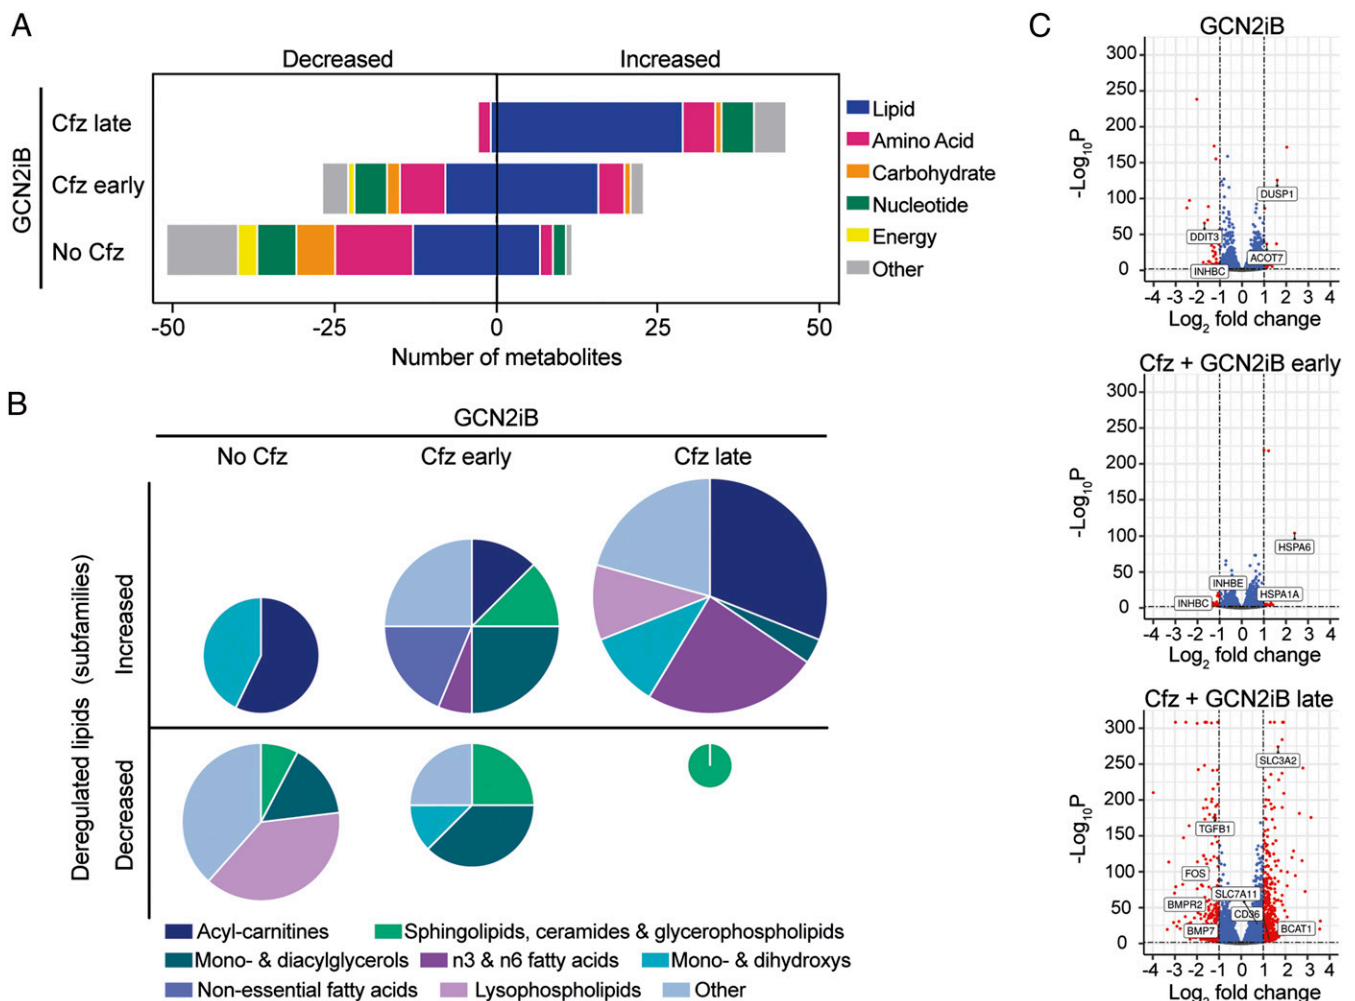 A
Decreased
Increased
GCN2iB
Cfz late
Cfz early
No Cfz
Lipid
Amino Acid
Carbohydrate
Nucleotide
Energy
Other
-50
-25
0
25
50
Number of metabolites
B
GCN2iB
No Cfz
Cfz early
Cfz late
Deregulated lipids (subfamilies)
Increased
Decreased
Acyl-carnitines
Sphingolipids, ceramides & glycerophospholipids
Mono- & diacylglycerols
n3 & n6 fatty acids
Mono- & dihydroxys
Non-essential fatty acids
Lysophospholipids
Other
C
GCN2iB
300
250
200
150
100
50
0
-Log10P
DUSP1
DDIT3
ACOT7
INHBC
-4 -3 -2 -1 0 1 2 3 4
Log2 fold change
Cfz + GCN2iB early
300
250
200
150
100
50
0
-Log10P
HSPA6
INHBE
HSPA1A
INHBC
-4 -3 -2 -1 0 1 2 3 4
Log2 fold change
Cfz + GCN2iB late
300
250
200
150
100
50
0
-Log10P
SLC3A2
TGFB1
FOS
SLC7A11
BMPR2
CD36
BMP7
BCAT1
-4 -3 -2 -1 0 1 2 3 4
Log2 fold change